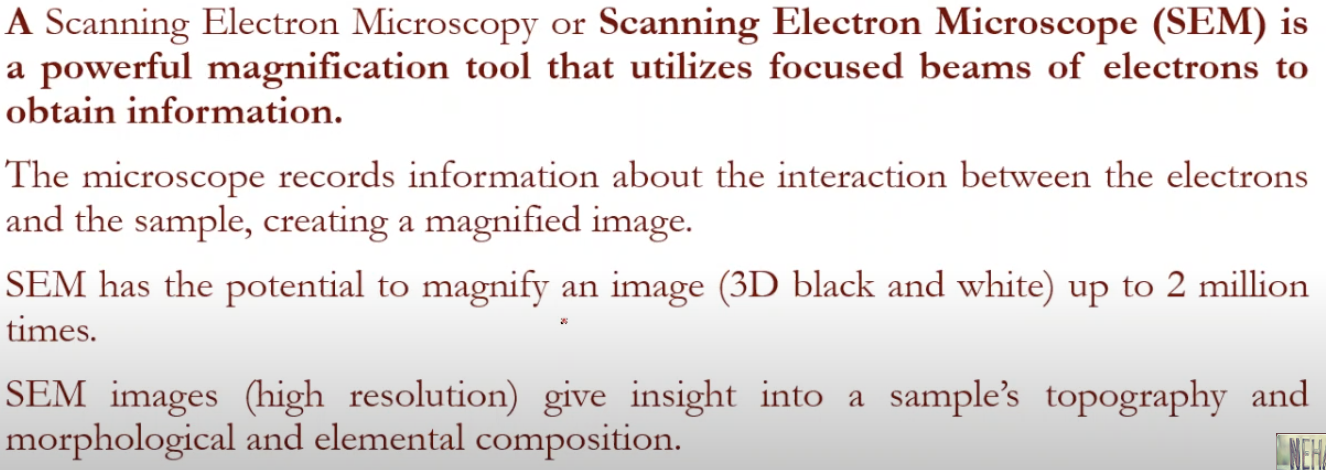 A Scanning Electron Microscopy or Scanning Electron Microscope (SEM) is
a powerful magnification tool that utilizes focused beams of electrons to
obtain information.
The microscope records information about the interaction between the electrons
and the sample, creating a magnified image.
SEM has the potential to magnify an image (3D black and white) up to 2 million
times.
SEM images (high resolution) give insight into a sample’s topography and
morphological and elemental composition.